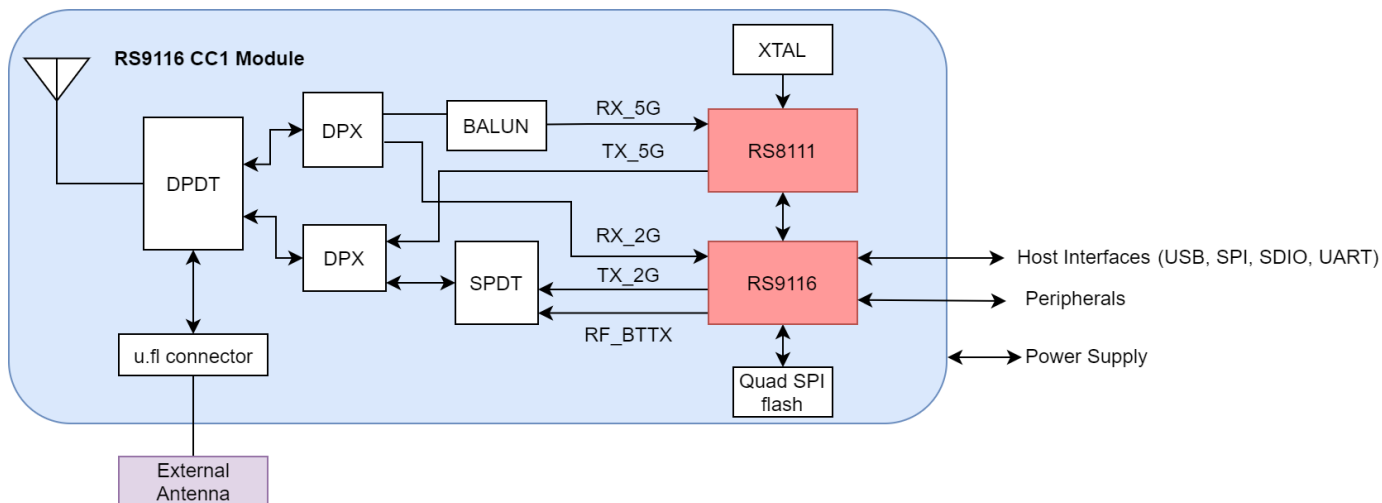 RS9116 CC1 Module
XTAL
DPX
BALUN
RX_5G
RS8111
TX_5G
DPDT
DPX
RX_2G
TX_2G
SPDT
RS9116
Host Interfaces (USB, SPI, SDIO, UART)
Peripherals
RF_BTTX
u.fl connector
Power Supply
Quad SPI
flash
External
Antenna